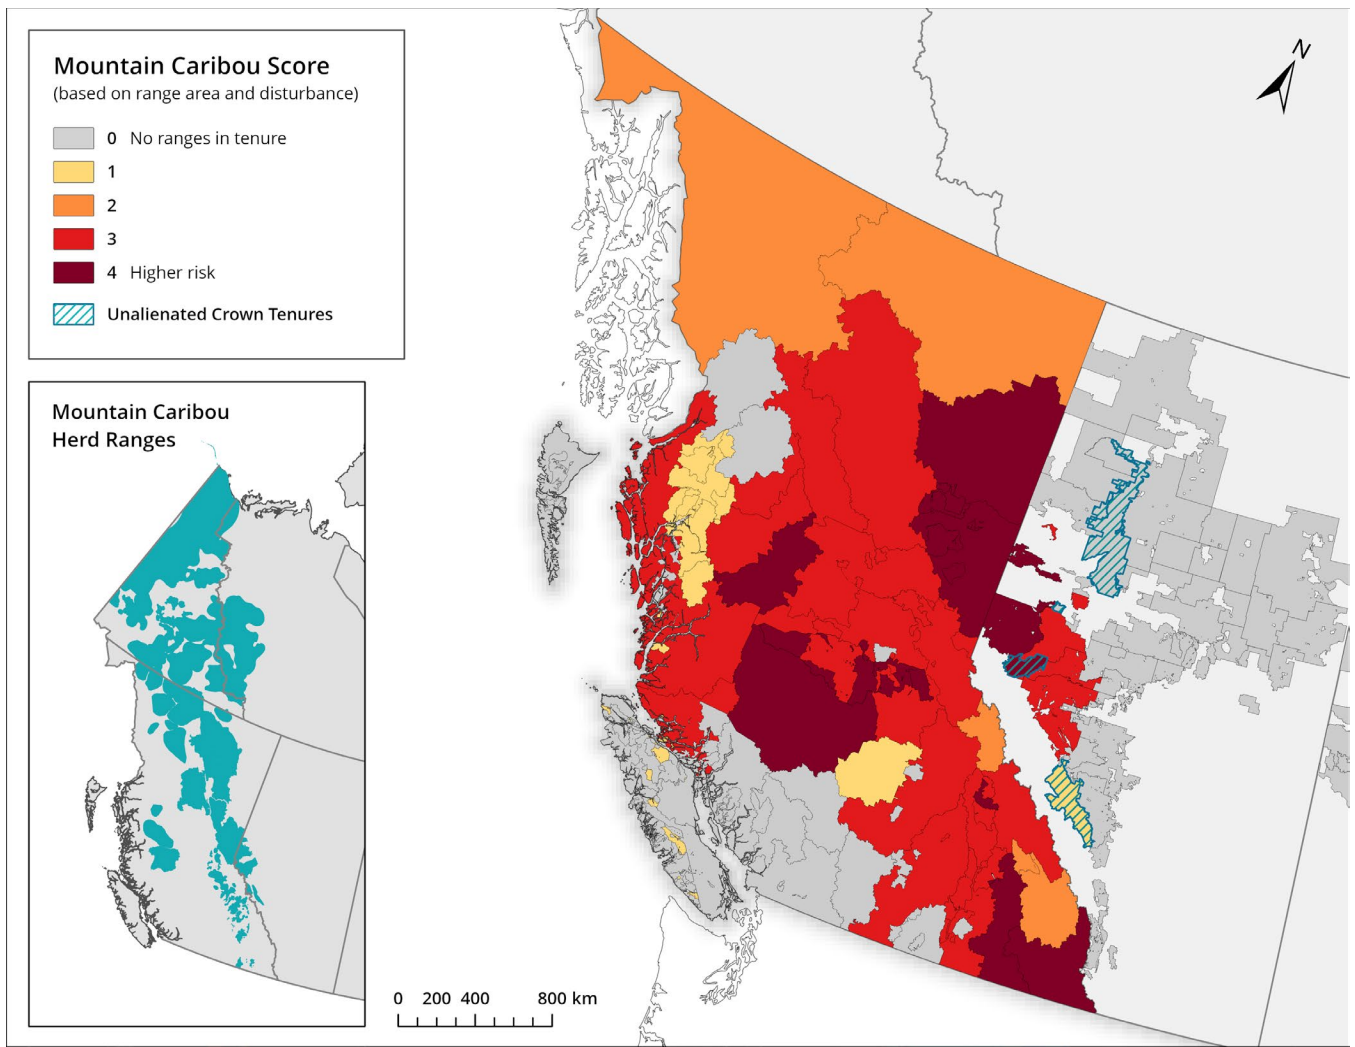 Mountain Caribou Score
(based on range area and disturbance)
0 No ranges in tenure
1
2
3
4 Higher risk
Unalienated Crown Tenures
N
Mountain Caribou
Herd Ranges
0 200 400 800 km